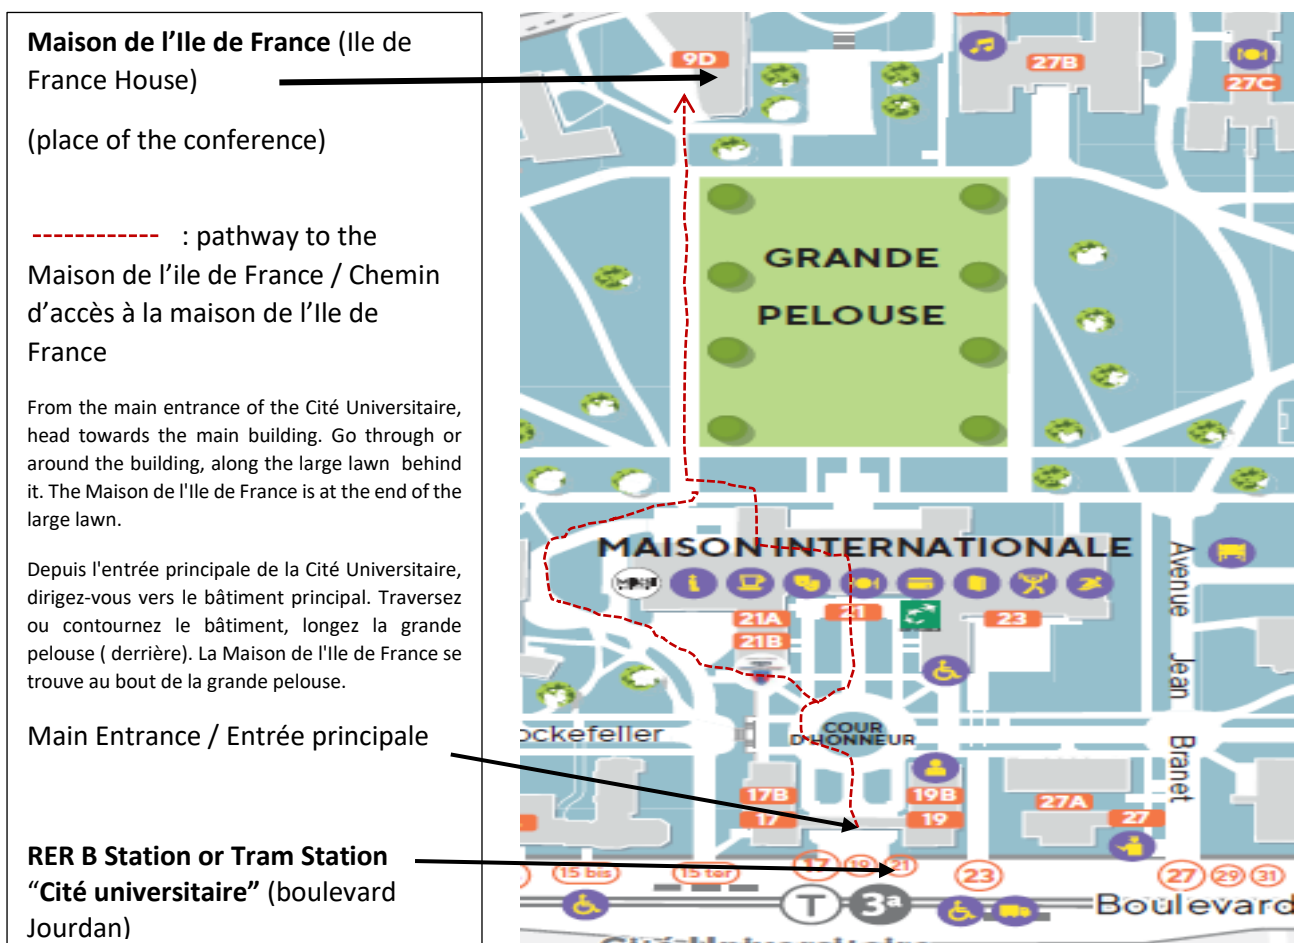 Maison de l’Ile de France (Ile de
France House)
(place of the conference)
------------ : pathway to the
Maison de l’ile de France / Chemin
d’accès à la maison de l’Ile de
France
From the main entrance of the Cité Universitaire,
head towards the main building. Go through or
around the building, along the large lawn behind
it. The Maison de l'Ile de France is at the end of the
large lawn.
Depuis l'entrée principale de la Cité Universitaire,
dirigez-vous vers le bâtiment principal. Traversez
ou contournez le bâtiment, longez la grande
pelouse ( derrière). La Maison de l'Ile de France se
trouve au bout de la grande pelouse.
Main Entrance / Entrée principale
RER B Station or Tram Station
“Cité universitaire” (boulevard
Jourdan)
9D
27B
27C
GRANDE
PELOUSE
MAISON INTERNATIONALE
21A
21
23
21B
ockefeller
COUR
D'HONNEUR
Avenue Jean Branet
17B
19B
27A
17
19
27
15 bis
15 ter
17
19
21
23
27
29
31
T
3a
Boulevard